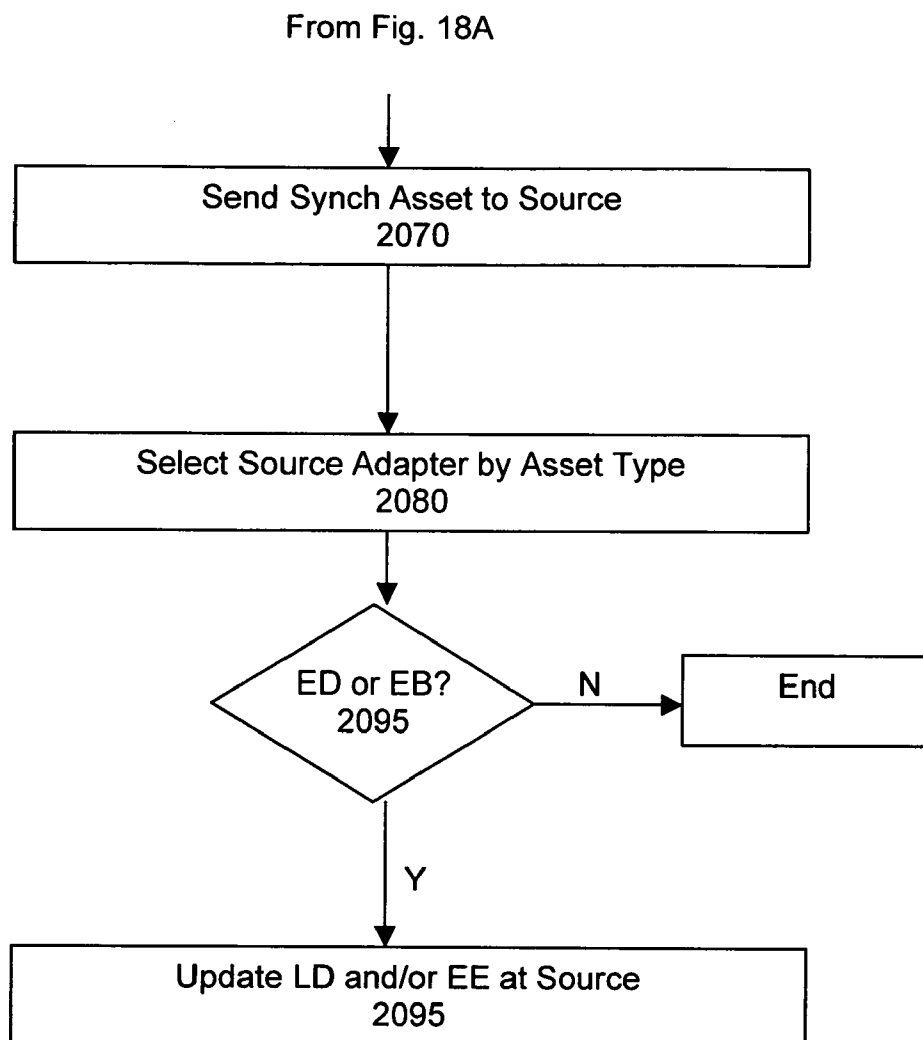 From Fig. 18A
Send Synch Asset to Source
2070
Select Source Adapter by Asset Type
2080
ED or EB?
2095
N
End
Y
Update LD and/or EE at Source
2095